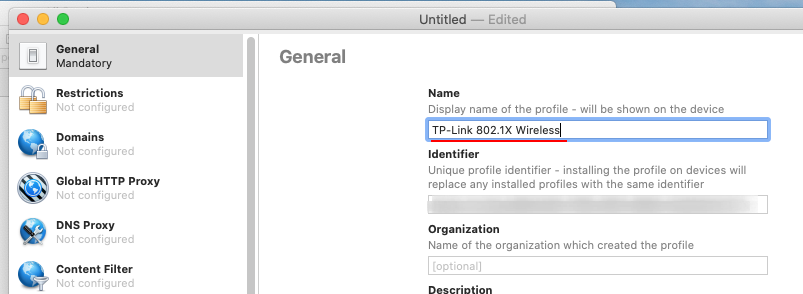 Untitled — Edited
General
Mandatory
Restrictions
Not configured
Domains
Not configured
Global HTTP Proxy
Not configured
DNS Proxy
Not configured
Content Filter
Not configured
General
Name
Display name of the profile - will be shown on the device
TP-Link 802.1X Wireless
Identifier
Unique profile identifier - installing the profile on devices will
replace any installed profiles with the same identifier
Organization
Name of the organization which created the profile
[optional]
Description